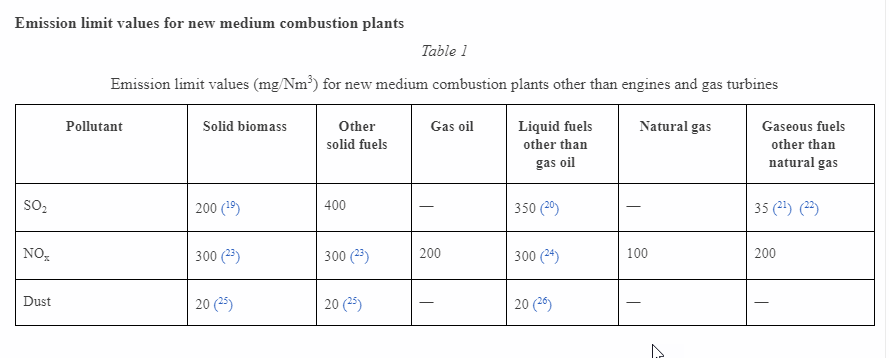 Emission limit values for new medium combustion plants
Table 1
Emission limit values (mg/Nm³) for new medium combustion plants other than engines and gas turbines
Pollutant Solid biomass Other solid fuels Gas oil Liquid fuels other than gas oil Natural gas Gaseous fuels other than natural gas
SO₂ 200 (¹⁹) 400 — 350 (²⁰) — 35 (²¹) (²²)
NOₓ 300 (²³) 300 (²³) 200 300 (²⁴) 100 200
Dust 20 (²⁵) 20 (²⁵) — 20 (²⁶) — —